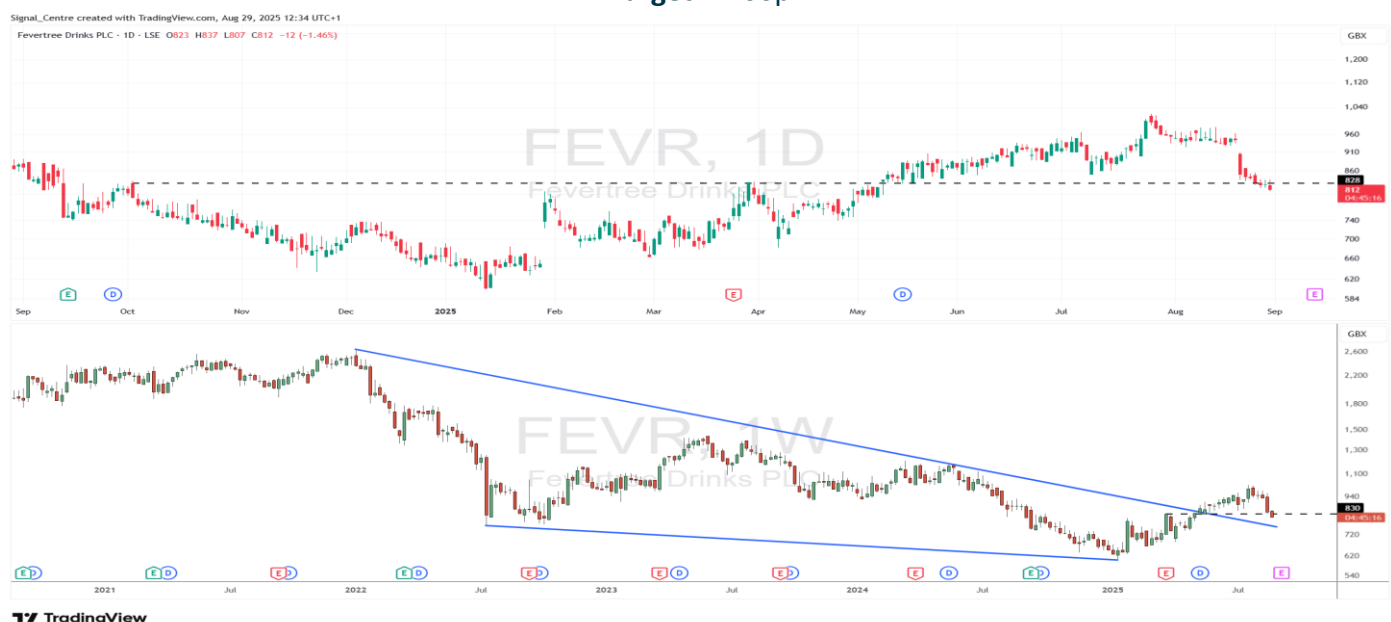 Signal_Centre created with TradingView.com, Aug 29, 2025 12:34 UTC+1
Fevertree Drinks PLC · 1D · LSE O823 H837 L807 C812 −12 (−1.46%)
GBX
1,200
1,120
1,040
960
910
860
828
812
04:45:16
740
700
660
620
584
FEVR, 1D
Fevertree Drinks PLC
E D E D E
Sep Oct Nov Dec 2025 Feb Mar Apr May Jun Jul Aug Sep
GBX
2,600
2,200
1,800
1,500
1,300
1,100
940
830
04:45:16
720
620
540
FEVR, 1W
Fevertree Drinks PLC
E D E D E D E D E D E D E D E D E D E D E
2021 Jul 2022 Jul 2023 Jul 2024 Jul 2025 Jul
TradingView